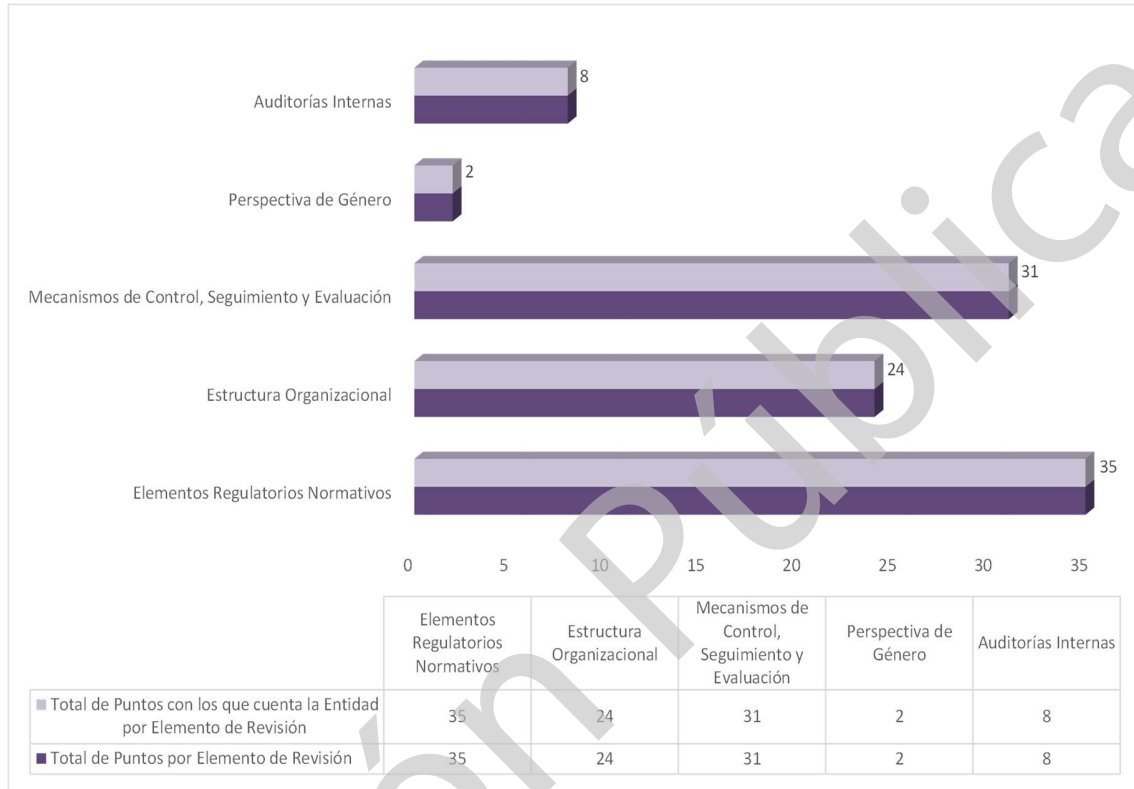 Auditorías Internas
8
Perspectiva de Género
2
Mecanismos de Control, Seguimiento y Evaluación
31
Estructura Organizacional
24
Elementos Regulatorios Normativos
35
0 5 10 15 20 25 30 35
Elementos
Regulatorios
Normativos
Estructura
Organizacional
Mecanismos de
Control,
Seguimiento y
Evaluación
Perspectiva de
Género
Auditorías Internas
Total de Puntos con los que cuenta la Entidad
por Elemento de Revisión
35 24 31 2 8
Total de Puntos por Elemento de Revisión 35 24 31 2 8
ón Pública